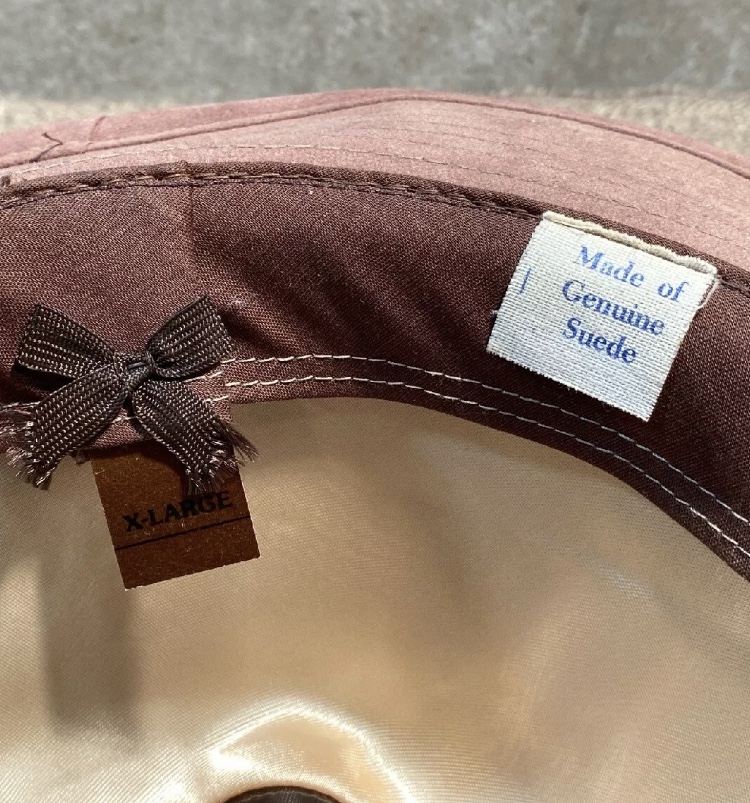 Made of
Genuine
Suede
X-LARGE